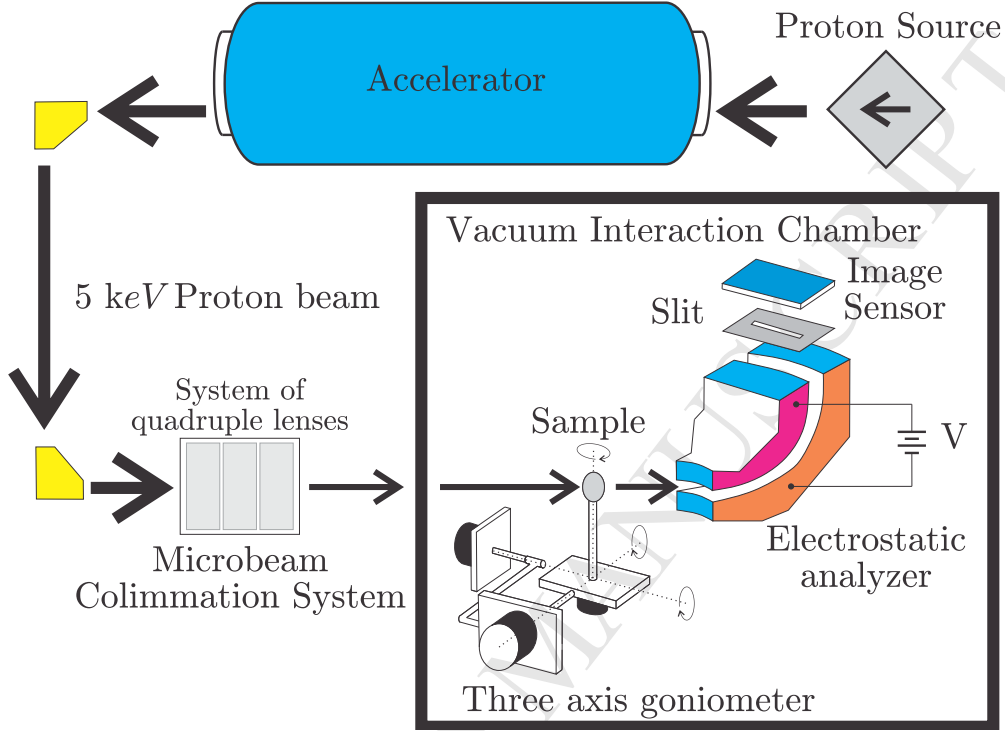 Proton Source
Accelerator
5 keV Proton beam
Vacuum Interaction Chamber
Image
Sensor
Slit
System of
quadruple lenses
Sample
V
Microbeam
Colimmation System
Electrostatic
analyzer
Three axis goniometer
MANUSCRIPT